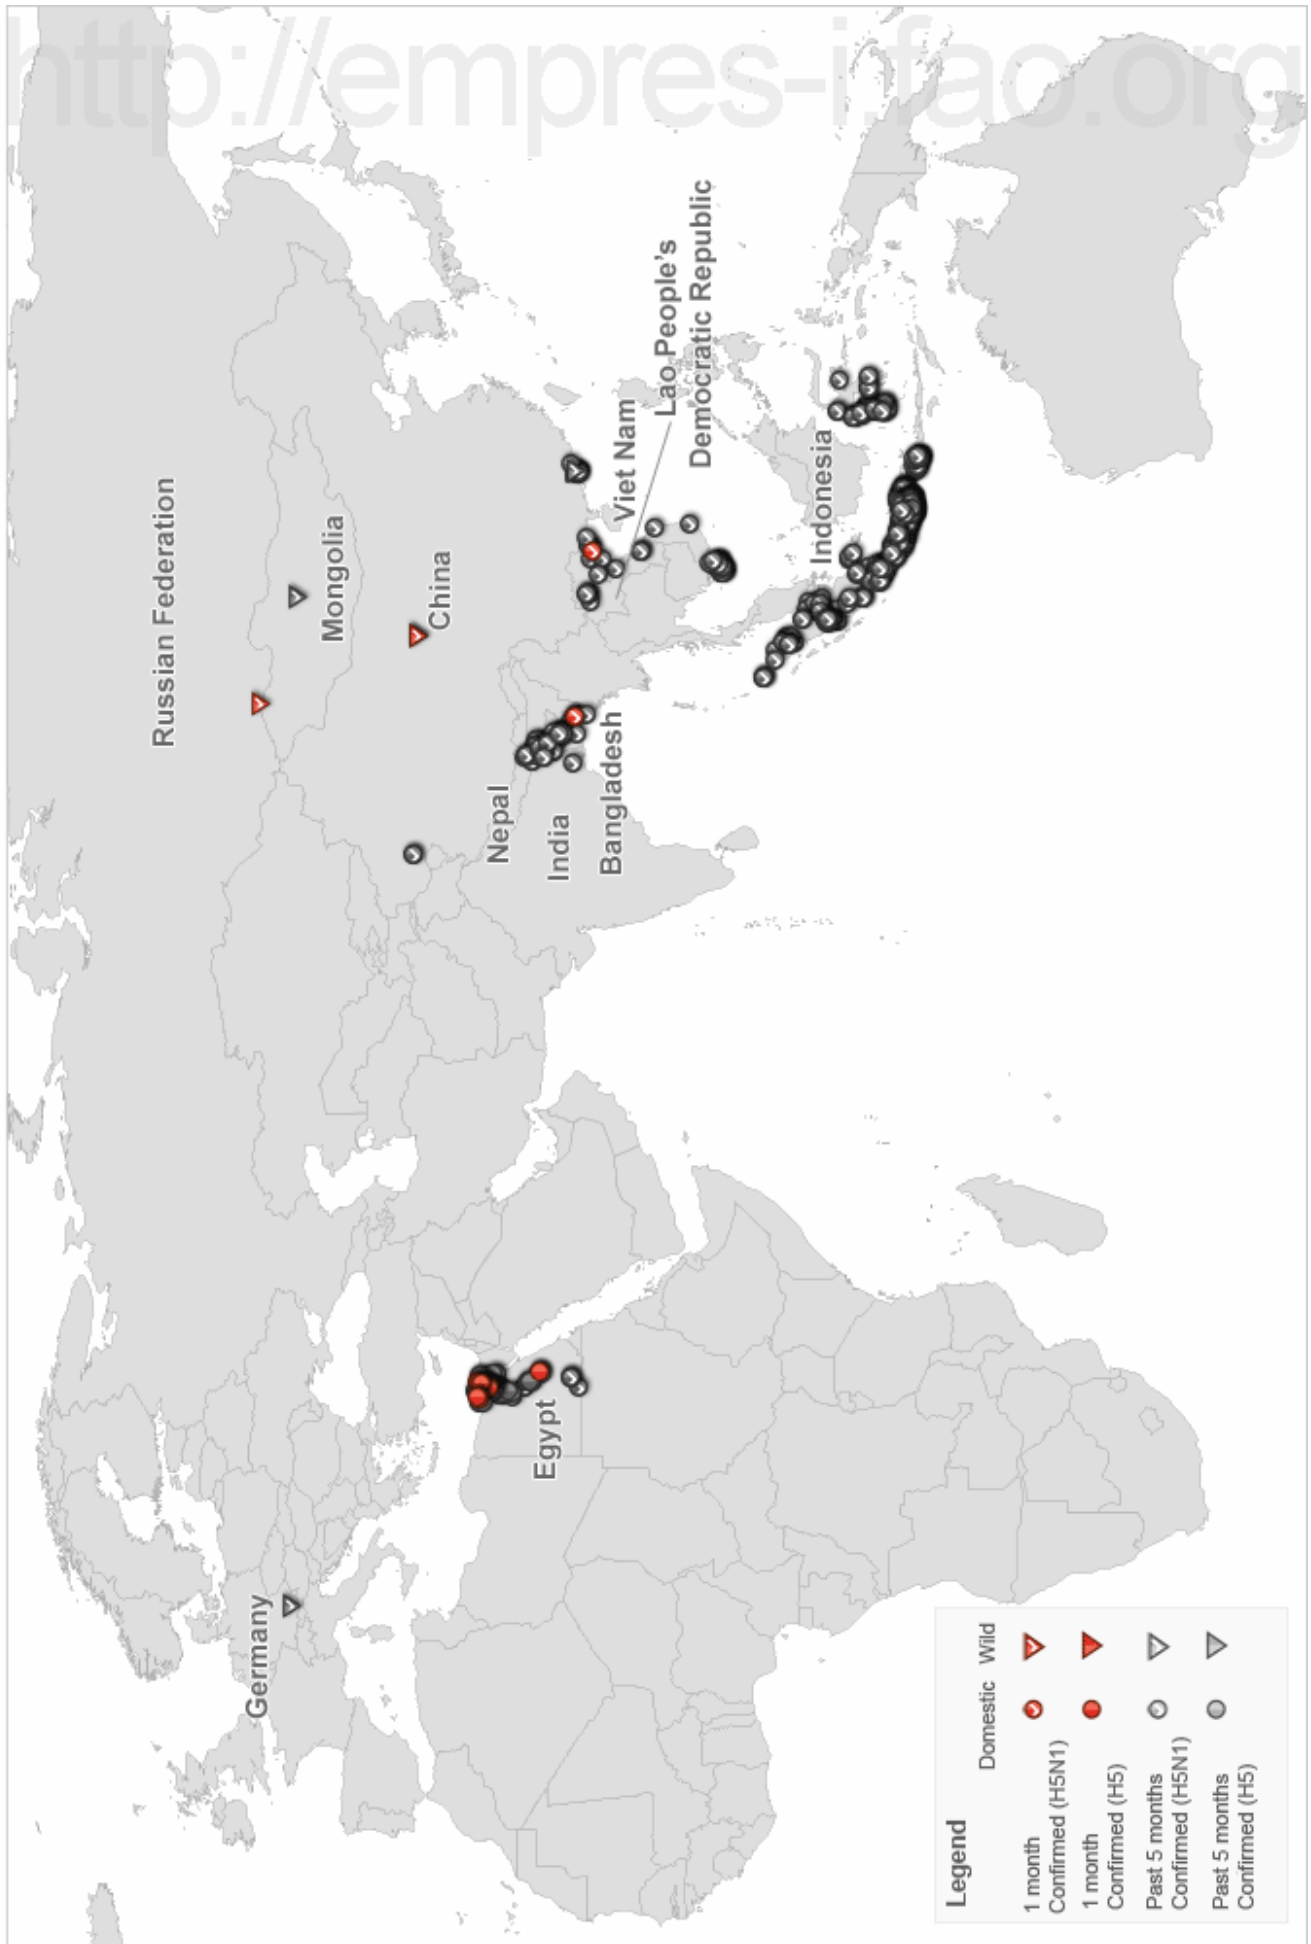 http://empres-i.fao.org
Russian Federation
Mongolia
China
Germany
Nepal
India
Bangladesh
Viet Nam
Lao People's
Democratic Republic
Indonesia
Egypt
Legend
Domestic Wild
1 month
Confirmed (H5N1)
1 month
Confirmed (H5)
Past 5 months
Confirmed (H5N1)
Past 5 months
Confirmed (H5)